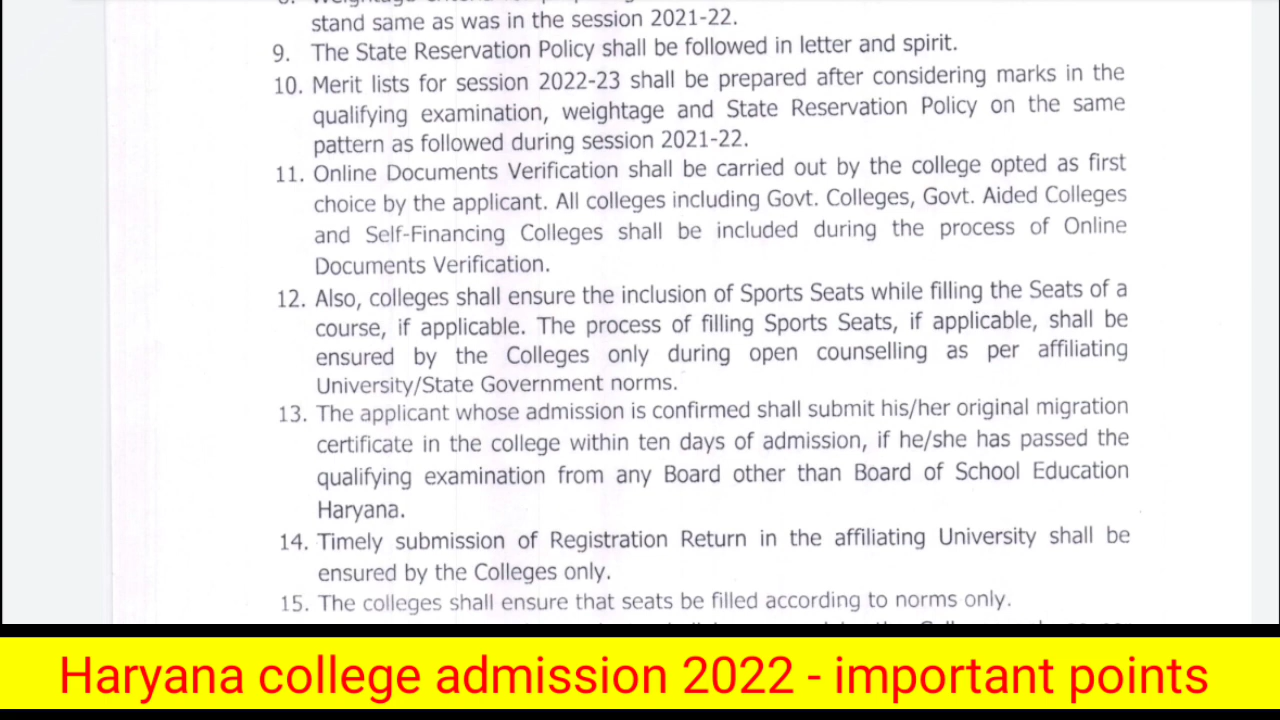 stand same as was in the session 2021-22.
9. The State Reservation Policy shall be followed in letter and spirit.
10. Merit lists for session 2022-23 shall be prepared after considering marks in the
qualifying examination, weightage and State Reservation Policy on the same
pattern as followed during session 2021-22.
11. Online Documents Verification shall be carried out by the college opted as first
choice by the applicant. All colleges including Govt. Colleges, Govt. Aided Colleges
and Self-Financing Colleges shall be included during the process of Online
Documents Verification.
12. Also, colleges shall ensure the inclusion of Sports Seats while filling the Seats of a
course, if applicable. The process of filling Sports Seats, if applicable, shall be
ensured by the Colleges only during open counselling as per affiliating
University/State Government norms.
13. The applicant whose admission is confirmed shall submit his/her original migration
certificate in the college within ten days of admission, if he/she has passed the
qualifying examination from any Board other than Board of School Education
Haryana.
14. Timely submission of Registration Return in the affiliating University shall be
ensured by the Colleges only.
15. The colleges shall ensure that seats be filled according to norms only.
Haryana college admission 2022 - important points